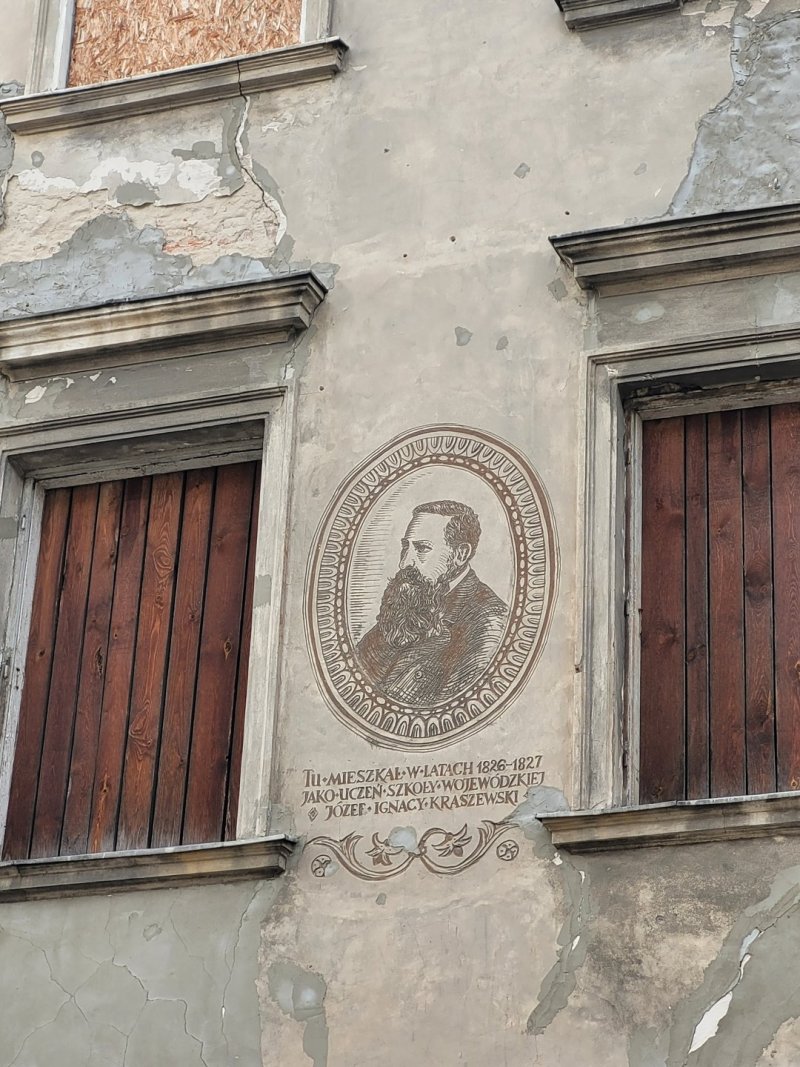 TU·MIESZKAŁ·W·LATACH 1826-1827
JAKO·UCZEŃ·SZKOŁY·WOJEWÓDZKIEJ
JÓZEF·IGNACY·KRASZEWSKI